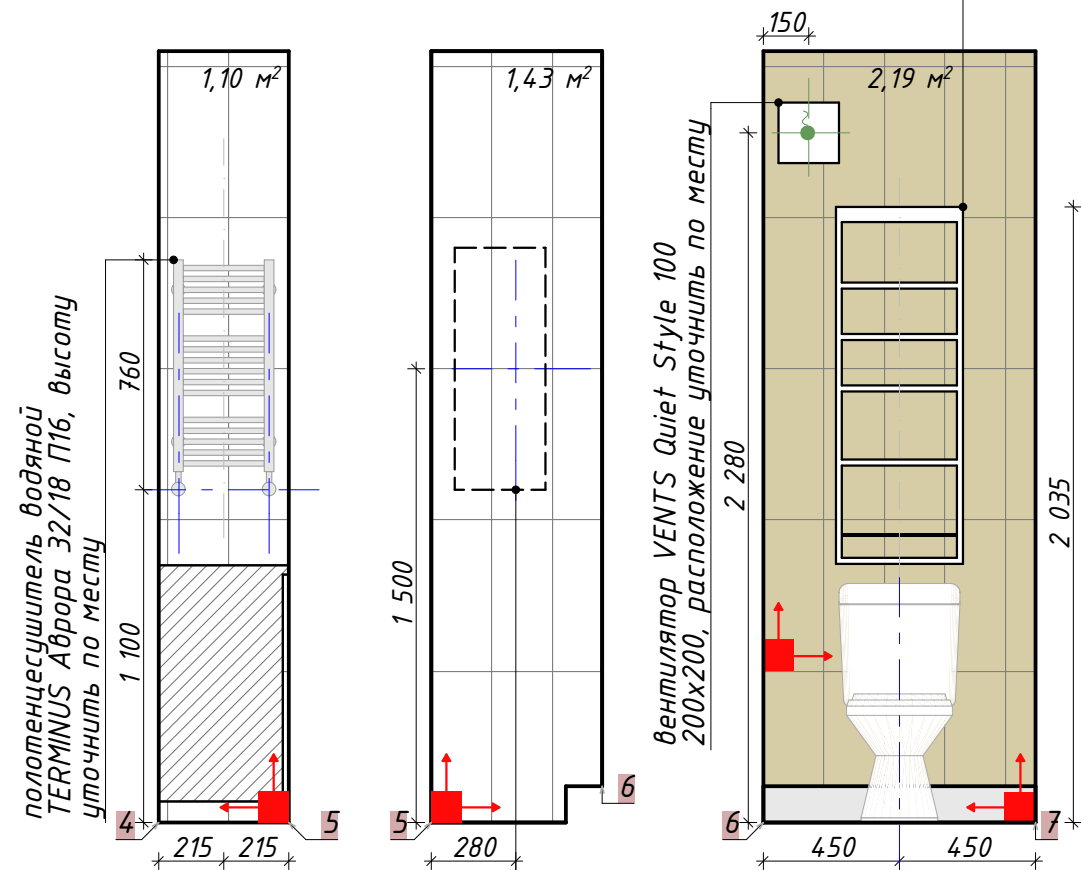 1,10 м²
полотенцесушитель водяной
TERMINUS Аврора 32/18 П16, высоту
уточнить по месту
760
1 100
4
5
215
215
1,43 м²
1 500
5
6
280
150
2,19 м²
вентилятор VENTS Quiet Style 100
200х200, расположение уточнить по месту
2 280
2 035
6
7
450
450